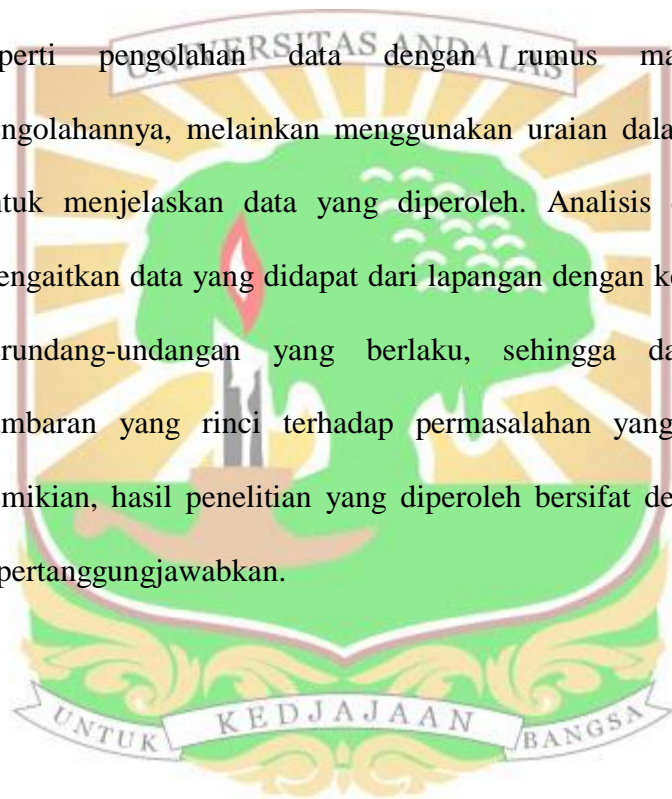 UNIVERSITAS ANDALAS
perti pengolahan data dengan rumus ma
engolahannya, melainkan menggunakan uraian dala
ntuk menjelaskan data yang diperoleh. Analisis
engaitkan data yang didapat dari lapangan dengan ke
rundang-undangan yang berlaku, sehingga da
mbaran yang rinci terhadap permasalahan yang
mikian, hasil penelitian yang diperoleh bersifat de
pertanggungjawabkan.
UNTUK KEDJAJAAN BANGSA